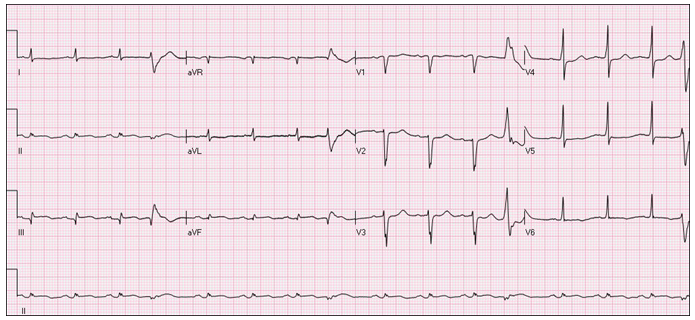 I aVR V1 V4
II aVL V2 V5
III aVF V3 V6
II